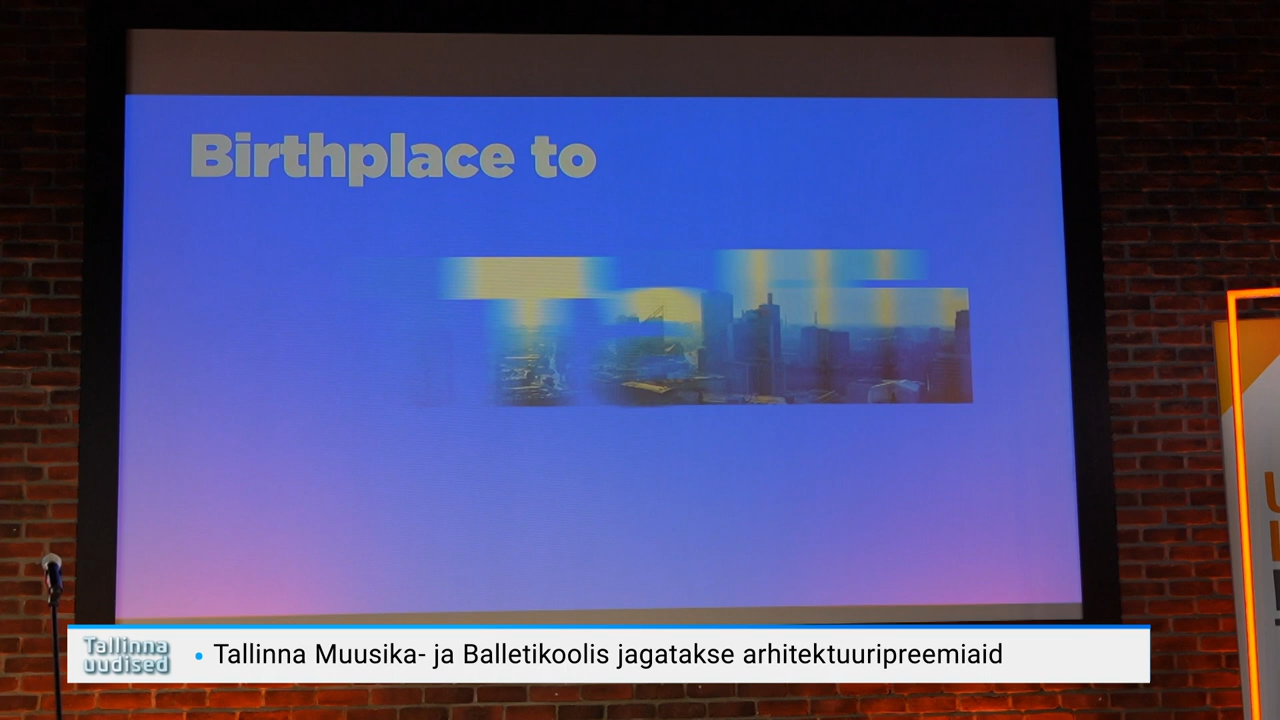 Birthplace to
Tallinna
uudised
• Tallinna Muusika- ja Balletikoolis jagatakse arhitektuuripreemiaid